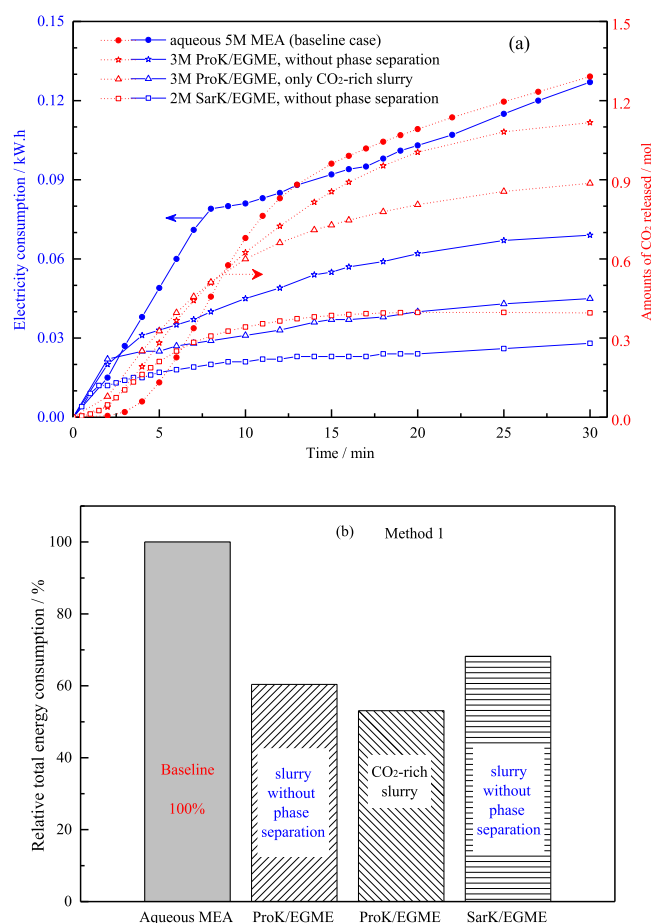 0.15
1.5
aqueous 5M MEA (baseline case)
(a)
3M ProK/EGME, without phase separation
3M ProK/EGME, only CO2-rich slurry
2M SarK/EGME, without phase separation
0.12
1.2
0.09
0.9
0.06
0.6
0.03
0.3
0.00
0.0
Electricity consumption / kW.h
Amounts of CO2 released / mol
0 5 10 15 20 25 30
Time / min
(b) Method 1
100
80
60
40
20
0
Relative total energy consumption / %
Baseline
100%
slurry
without
phase
separation
CO2-rich
slurry
slurry
without
phase
separation
Aqueous MEA ProK/EGME ProK/EGME SarK/EGME